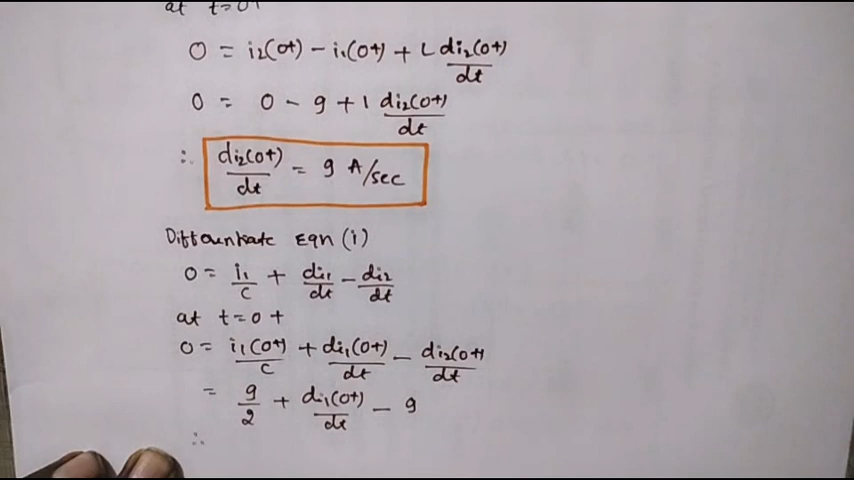 at t=0+
0 = i₂(0+) - i₁(0+) + L di₂(0+)/dt
0 = 0 - 9 + 1 di₂(0+)/dt
∴ di₂(0+)/dt = 9 A/sec
Differentiate Eqn (i)
0 = i₁/C + di₁/dt - di₂/dt
at t=0+
0 = i₁(0+)/C + di₁(0+)/dt - di₂(0+)/dt
= 9/2 + di₁(0+)/dt - 9
∴